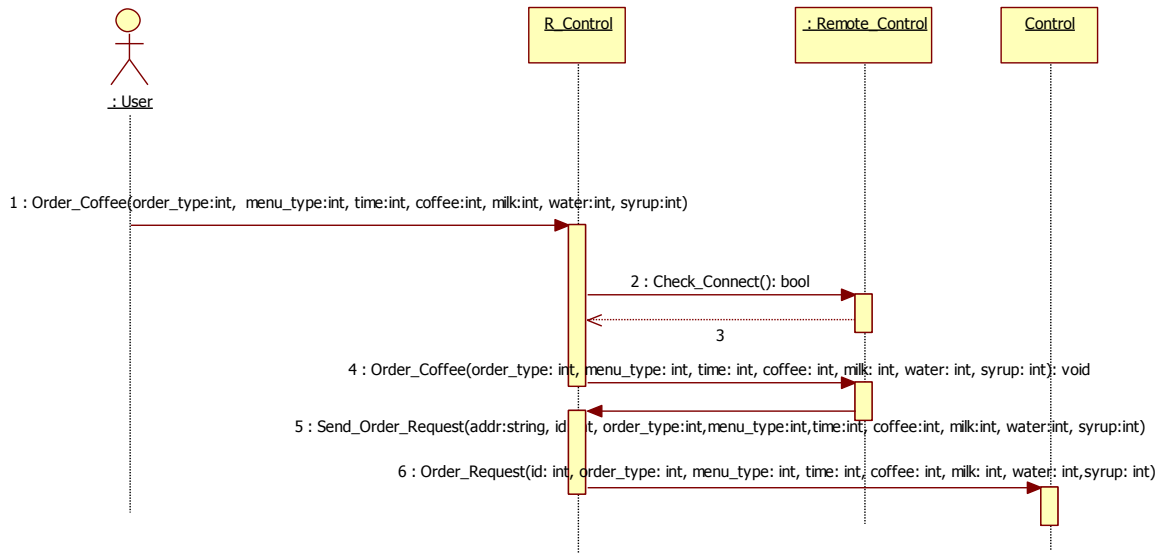 R_Control
: Remote_Control
Control
: User
1 : Order_Coffee(order_type:int, menu_type:int, time:int, coffee:int, milk:int, water:int, syrup:int)
2 : Check_Connect(): bool
3
4 : Order_Coffee(order_type: int, menu_type: int, time: int, coffee: int, milk: int, water: int, syrup: int): void
5 : Send_Order_Request(addr:string, id:int, order_type:int,menu_type:int,time:int, coffee:int, milk:int, water:int, syrup:int)
6 : Order_Request(id: int, order_type: int, menu_type: int, time: int, coffee: int, milk: int, water: int,syrup: int)